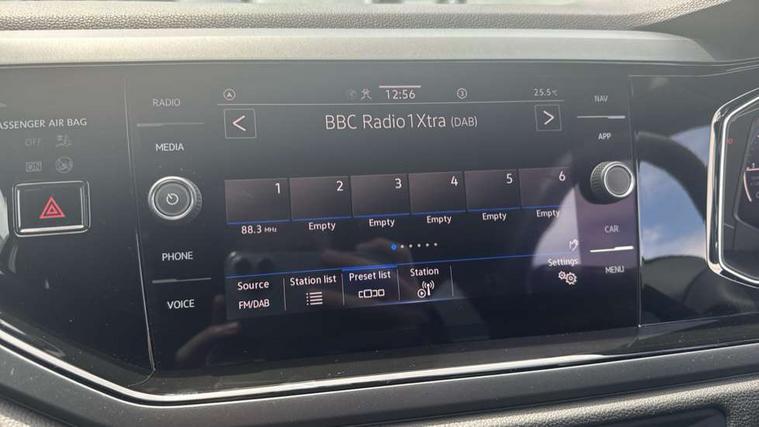 ASSENGER AIR BAG
OFF
ON
RADIO
MEDIA
PHONE
VOICE
12:56
25.5°C
BBC Radio 1Xtra (DAB)
1 2 3 4 5 6
88.3 MHz Empty Empty Empty Empty Empty
Source Station list Preset list Station Settings
FM/DAB
NAV
APP
CAR
MENU